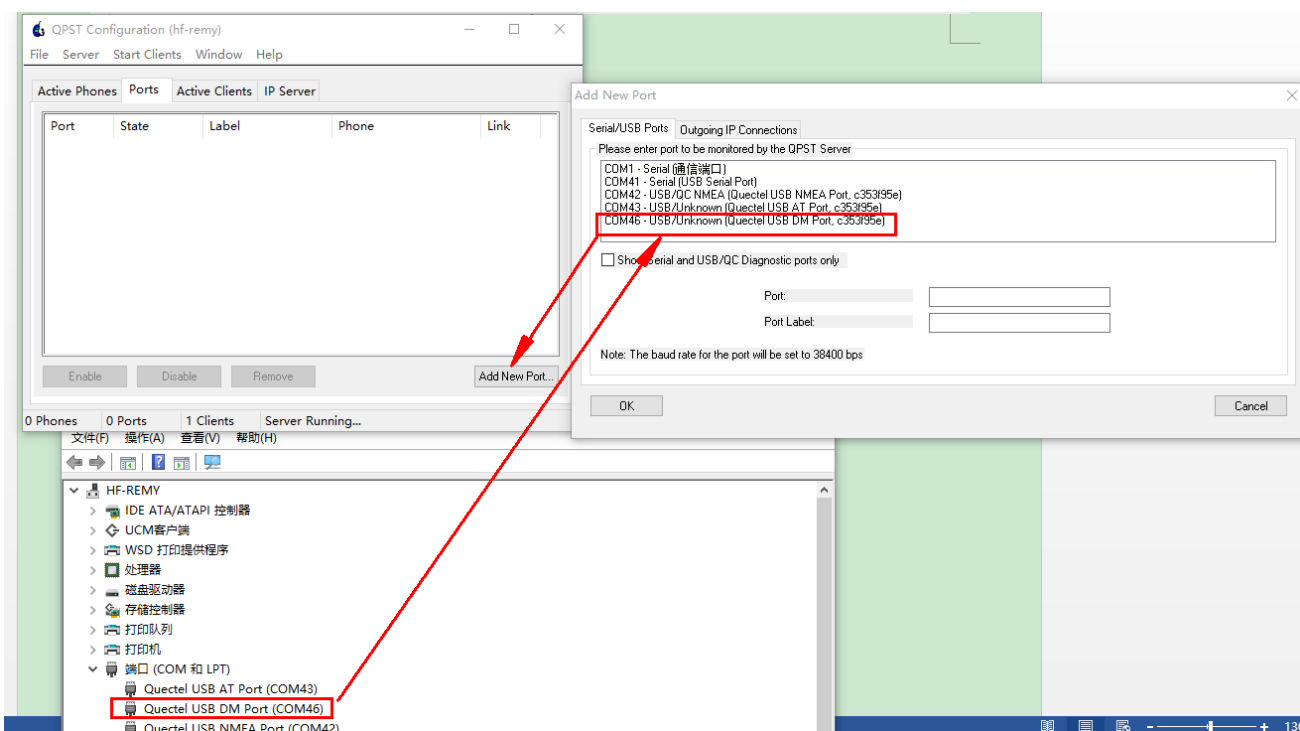 QPST Configuration (hf-remy)
File Server Start Clients Window Help
Active Phones Ports Active Clients IP Server
Port State Label Phone Link
Enable Disable Remove Add New Port...
0 Phones 0 Ports 1 Clients Server Running...
Add New Port
Serial/USB Ports Outgoing IP Connections
Please enter port to be monitored by the QPST Server
COM1 - Serial (通信端口)
COM41 - Serial (USB Serial Port)
COM42 - USB/QC NMEA (Quectel USB NMEA Port, c353f95e)
COM43 - USB/Unknown (Quectel USB AT Port, c353f95e)
COM46 - USB/Unknown (Quectel USB DM Port, c353f95e)
Show Serial and USB/QC Diagnostic ports only
Port:
Port Label:
Note: The baud rate for the port will be set to 38400 bps
OK Cancel
文件(F) 操作(A) 查看(V) 帮助(H)
HF-REMY
IDE ATA/ATAPI 控制器
UCM客户端
WSD 打印提供程序
处理器
磁盘驱动器
存储控制器
打印队列
打印机
端口 (COM 和 LPT)
Quectel USB AT Port (COM43)
Quectel USB DM Port (COM46)
Quectel USB NMEA Port (COM42)